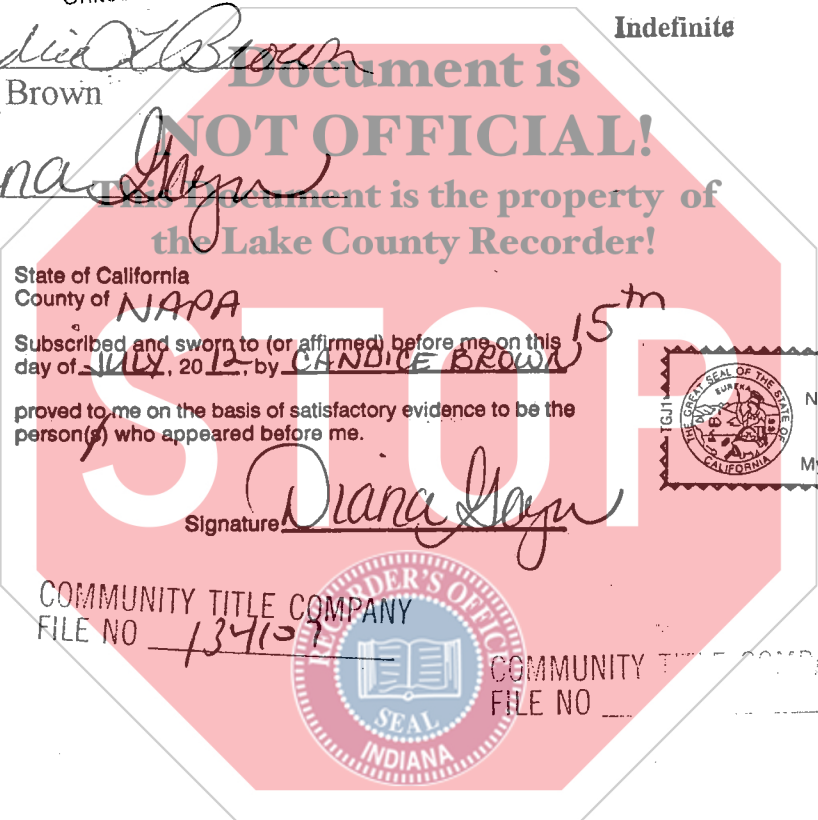 Indefinite
Brown
Brown
Document is
NOT OFFICIAL!
This Document is the property of
the Lake County Recorder!
State of California
County of NAPA
Subscribed and sworn to (or affirmed) before me on this 15th
day of JULY, 2012, by CANDICE BROWN
proved to me on the basis of satisfactory evidence to be the
person(s) who appeared before me.
Signature Diana
STOP
TGJ1
THE GREAT SEAL OF THE STATE OF
EUREKA
CALIFORNIA
N
My
COMMUNITY TITLE COMPANY
FILE NO 134107
RECORDER'S OFFICE
SEAL
INDIANA
COMMUNITY
FILE NO